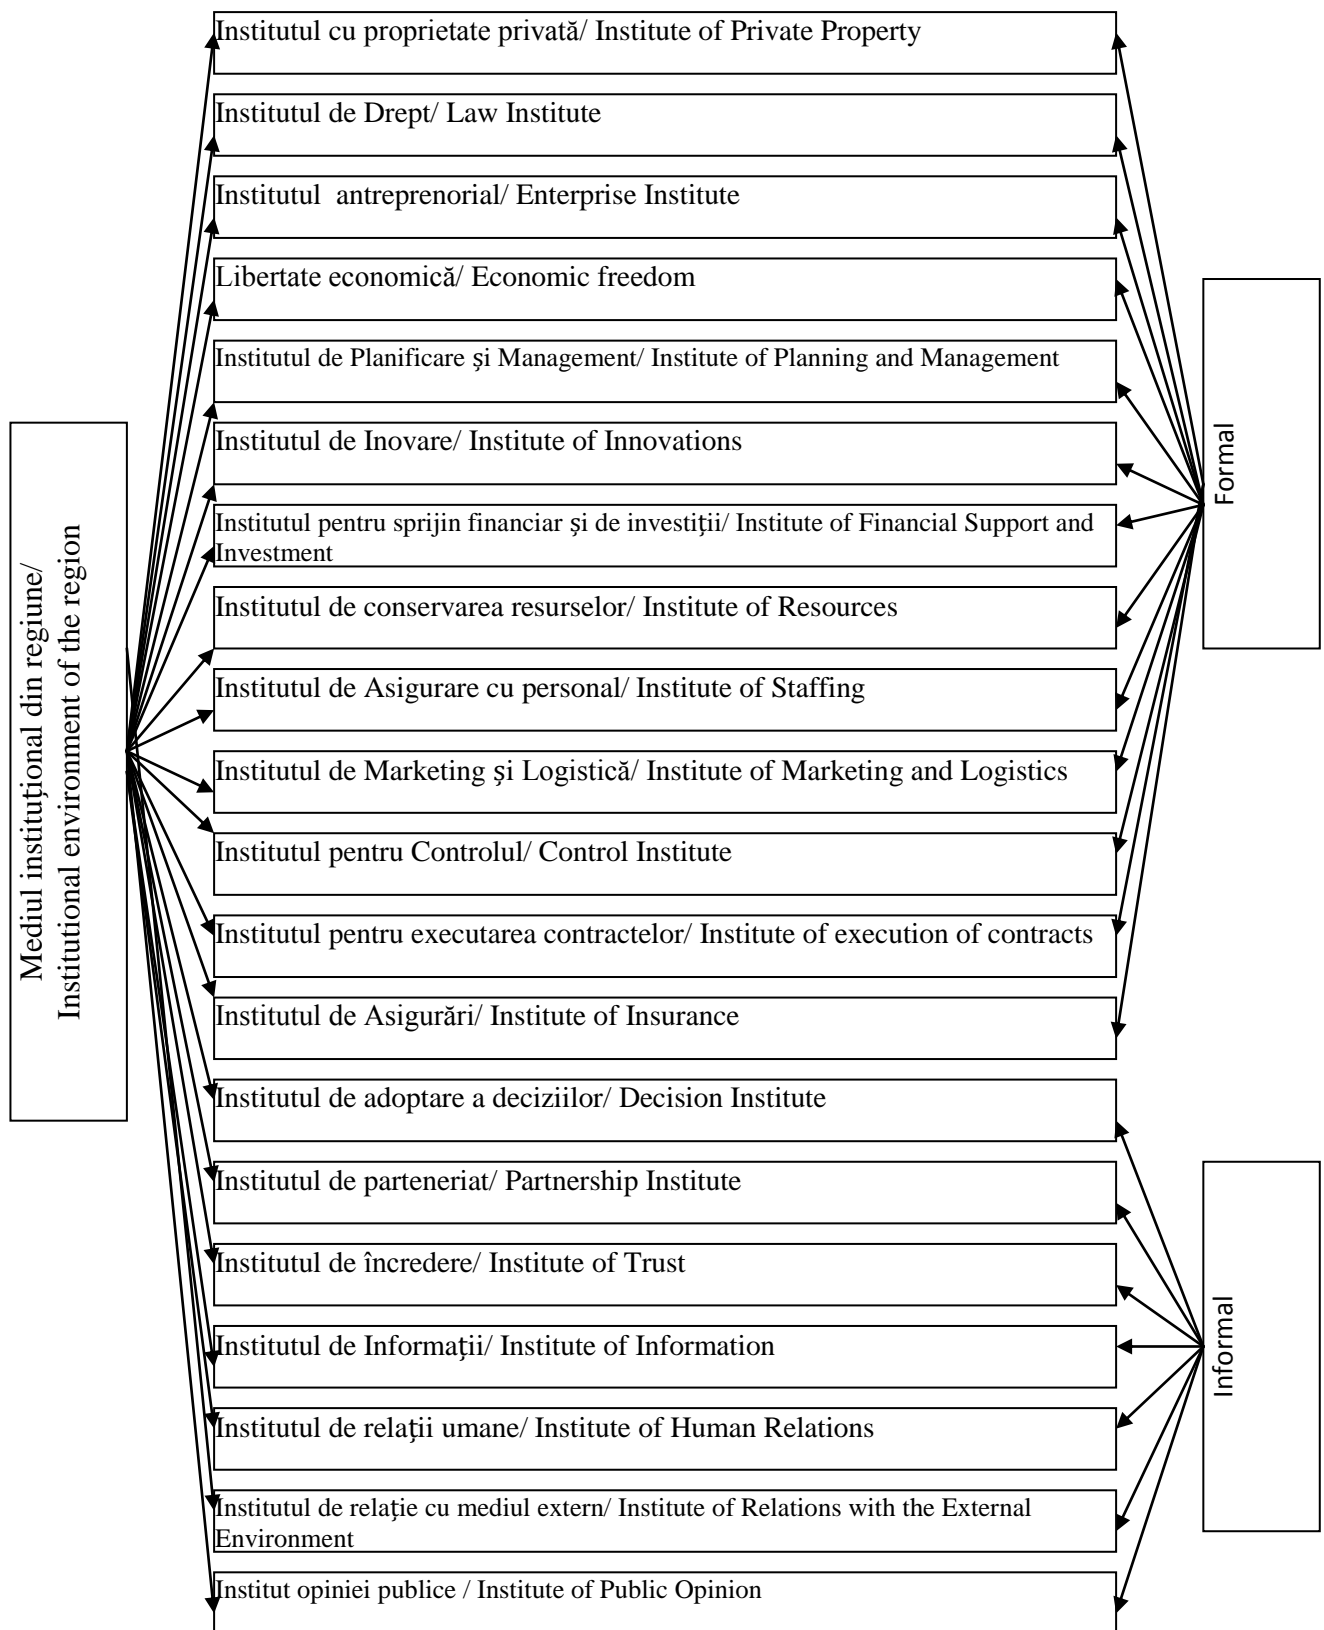 Institutul cu proprietate privată/ Institute of Private Property
Institutul de Drept/ Law Institute
Institutul  antreprenorial/ Enterprise Institute
Libertate economică/ Economic freedom
Institutul de Planificare şi Management/ Institute of Planning and Management
Institutul de Inovare/ Institute of Innovations
Institutul pentru sprijin financiar şi de investiţii/ Institute of Financial Support and
Investment
Institutul de conservarea resurselor/ Institute of Resources
Institutul de Asigurare cu personal/ Institute of Staffing
Institutul de Marketing şi Logistică/ Institute of Marketing and Logistics
Institutul pentru Controlul/ Control Institute
Institutul pentru executarea contractelor/ Institute of execution of contracts
Institutul de Asigurări/ Institute of Insurance
Institutul de adoptare a deciziilor/ Decision Institute
Institutul de parteneriat/ Partnership Institute
Institutul de încredere/ Institute of Trust
Institutul de Informaţii/ Institute of Information
Institutul de relaţii umane/ Institute of Human Relations
Institutul de relaţie cu mediul extern/ Institute of Relations with the External
Environment
Institut opiniei publice / Institute of Public Opinion
Mediul instituţional din regiune/
Institutional environment of the region
Formal
Informal